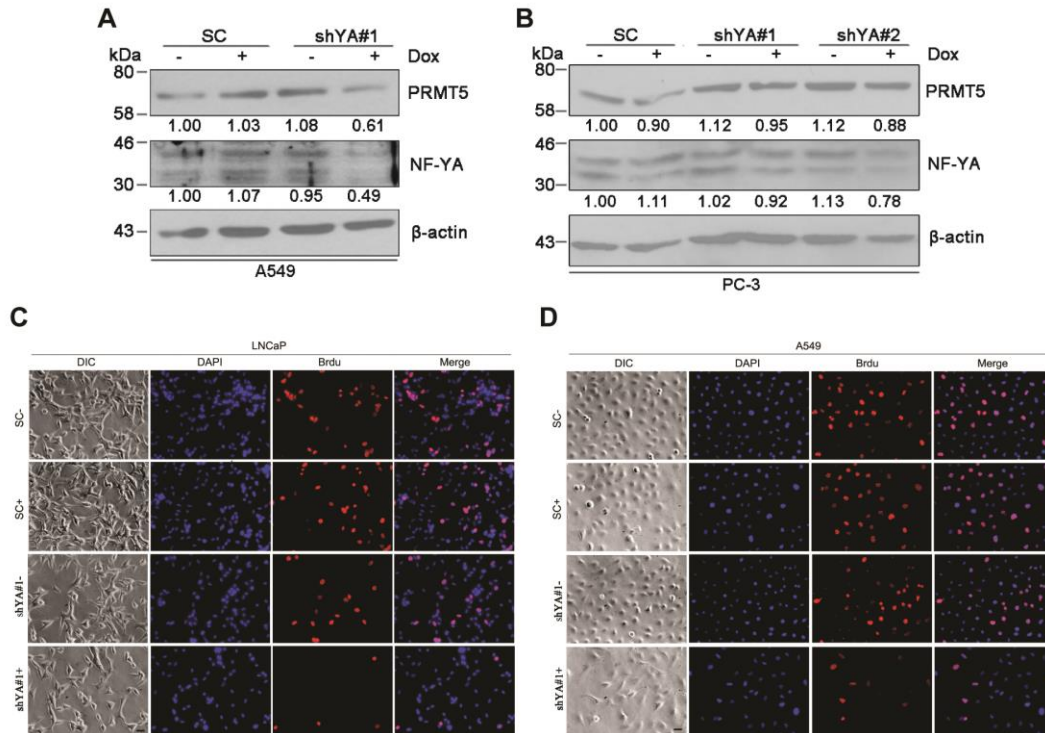 A
SC shYA#1
kDa - + - + Dox
80
PRMT5
58
1.00 1.03 1.08 0.61
46
NF-YA
30
1.00 1.07 0.95 0.49
43 β-actin
A549
B
SC shYA#1 shYA#2
kDa - + - + - + Dox
80
PRMT5
58
1.00 0.90 1.12 0.95 1.12 0.88
46
NF-YA
30
1.00 1.11 1.02 0.92 1.13 0.78
43 β-actin
PC-3
C
LNCaP
DIC DAPI Brdu Merge
SC-
SC+
shYA#1-
shYA#1+
D
A549
DIC DAPI Brdu Merge
SC-
SC+
shYA#1-
shYA#1+